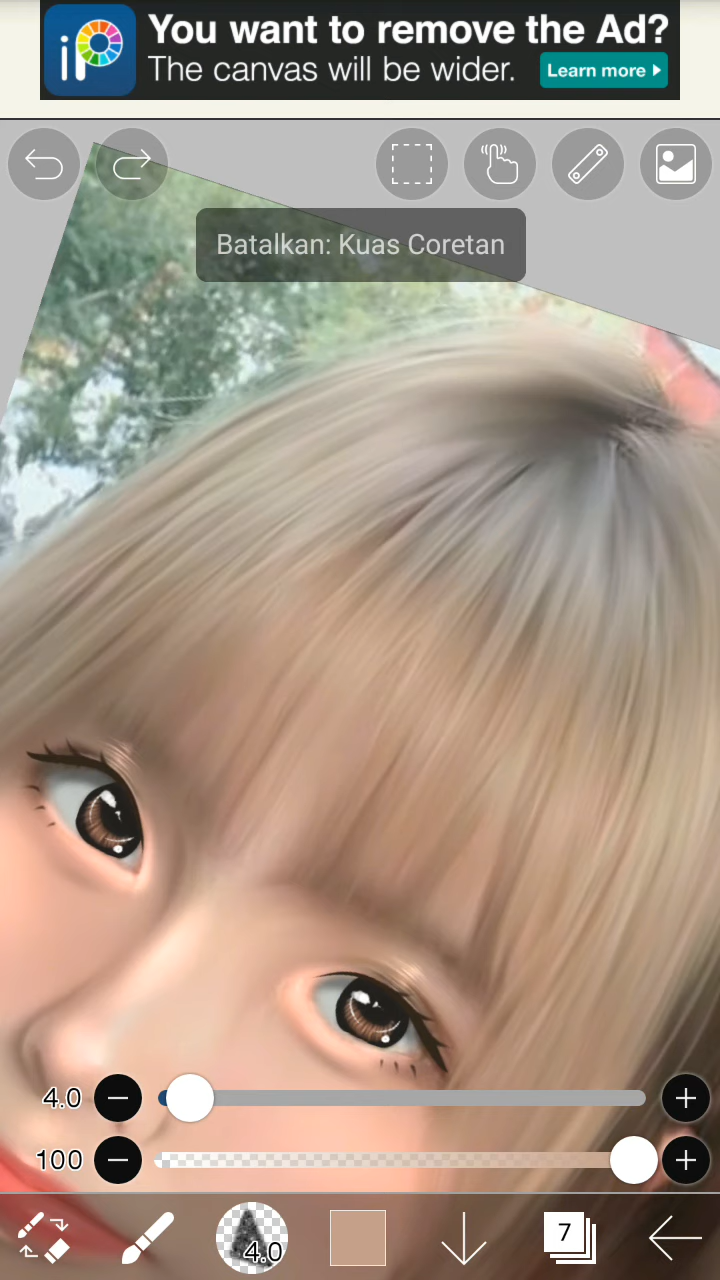 iP
You want to remove the Ad?
The canvas will be wider.
Learn more
Batalkan: Kuas Coretan
4.0
100
4.0
7